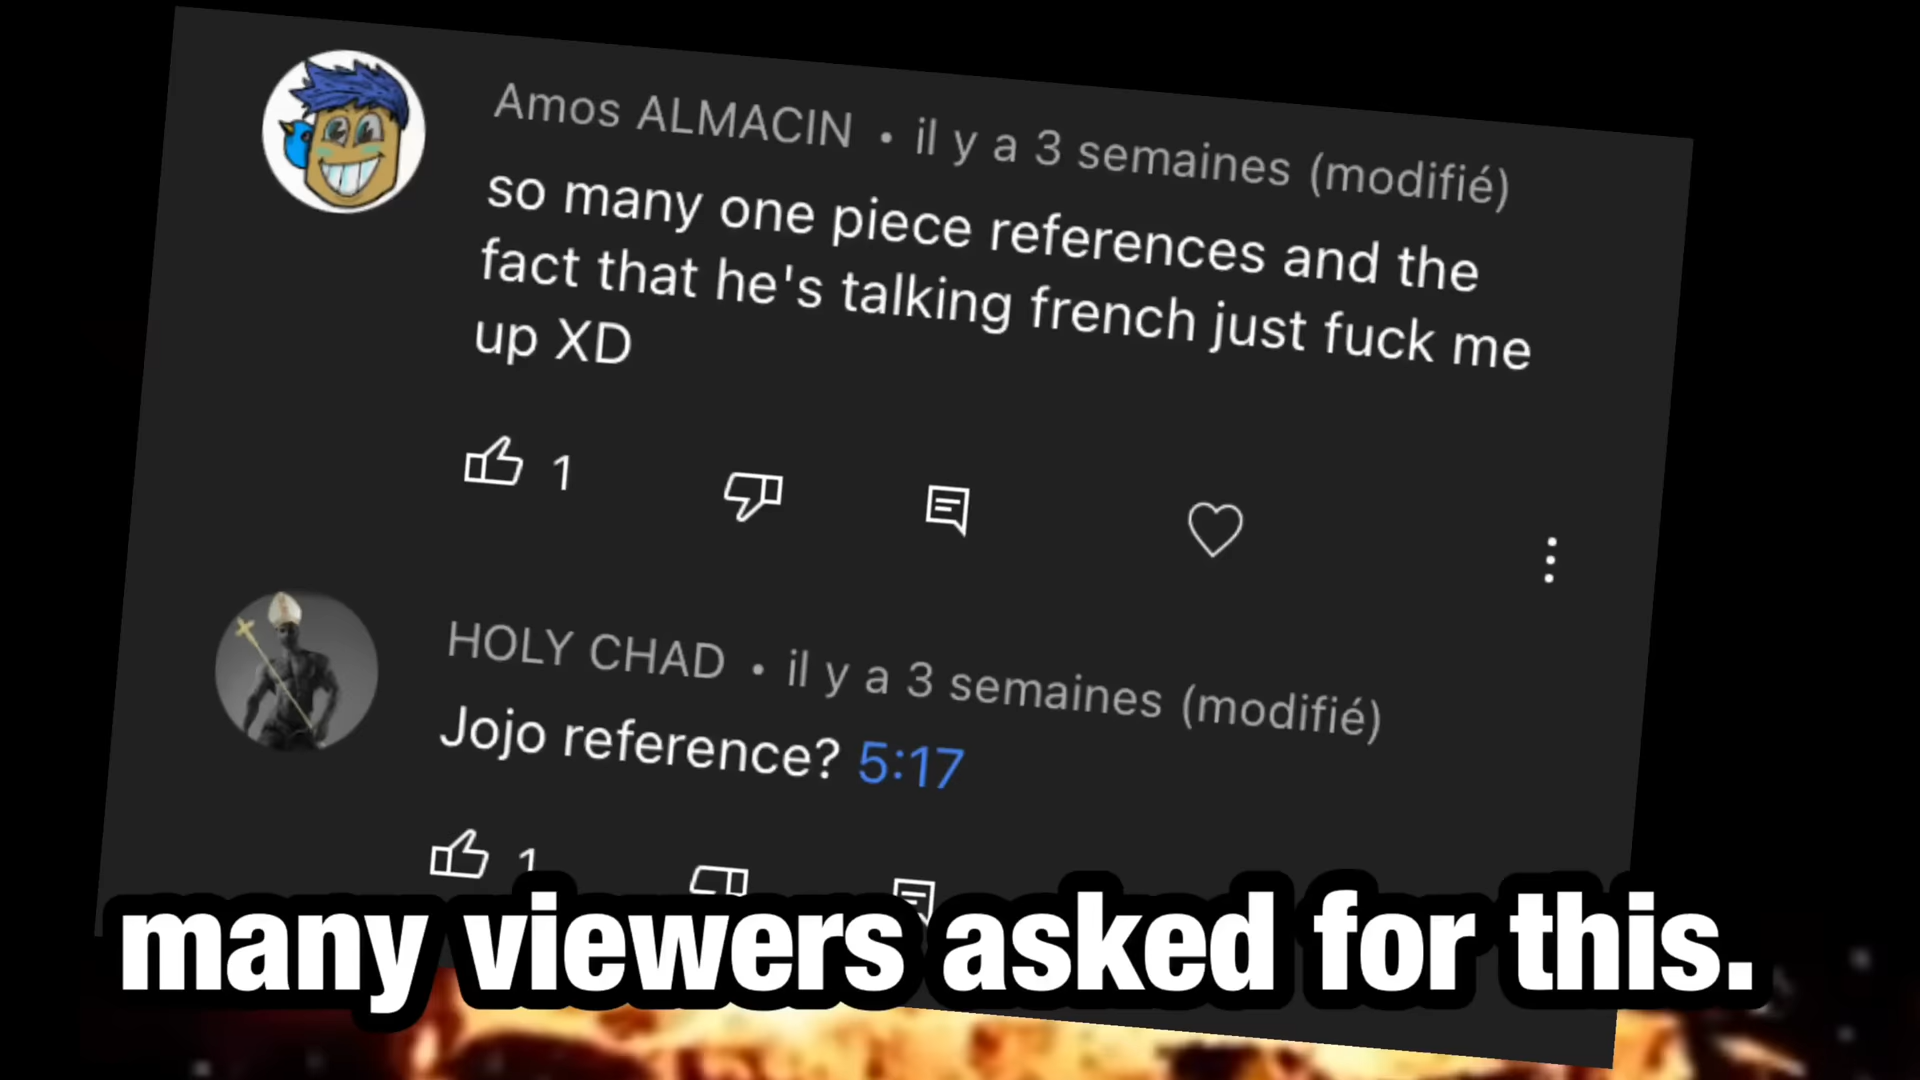 Amos ALMACIN • il y a 3 semaines (modifié)
so many one piece references and the
fact that he's talking french just fuck me
up XD
1
HOLY CHAD • il y a 3 semaines (modifié)
Jojo reference? 5:17
1
many viewers asked for this.